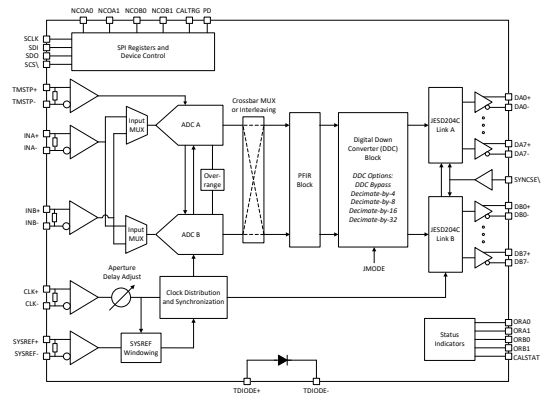 NCOA0 NCOA1 NCOB0 NCOB1 CALTRG PD
SCLK
SDI
SDO
SCS\
SPI Registers and
Device Control
TMSTP+
TMSTP-
INA+
INA-
Input
MUX
ADC A
Crossbar MUX
or Interleaving
Over-
range
INB+
INB-
Input
MUX
ADC B
PFIR
Block
Digital Down
Converter (DDC)
Block
DDC Options:
DDC Bypass
Decimate-by-4
Decimate-by-8
Decimate-by-16
Decimate-by-32
JMODE
JESD204C
Link A
JESD204C
Link B
DA0+
DA0-
DA7+
DA7-
SYNCSE\
DB0+
DB0-
DB7+
DB7-
Aperture
Delay Adjust
CLK+
CLK-
Clock Distribution
and Synchronization
SYSREF+
SYSREF-
SYSREF
Windowing
Status
Indicators
ORA0
ORA1
ORB0
ORB1
CALSTAT
TDIODE+
TDIODE-